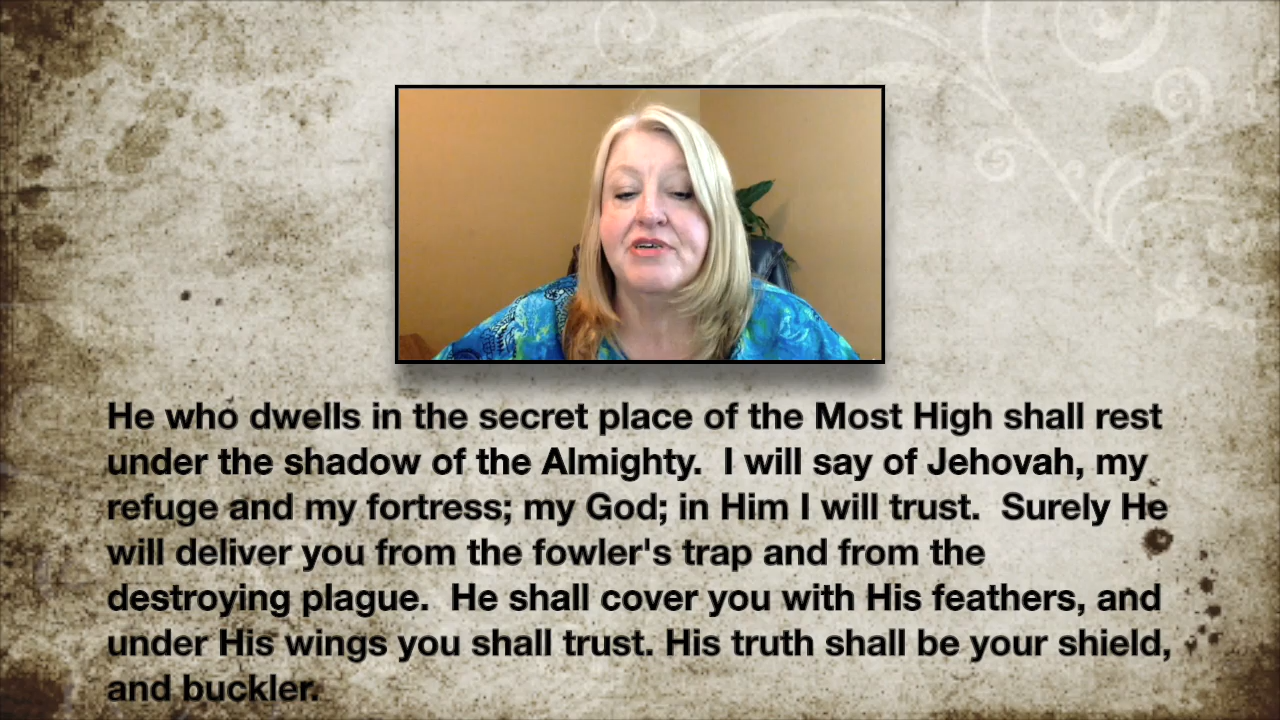 He who dwells in the secret place of the Most High shall rest
under the shadow of the Almighty.  I will say of Jehovah, my
refuge and my fortress; my God; in Him I will trust.  Surely He
will deliver you from the fowler's trap and from the
destroying plague.  He shall cover you with His feathers, and
under His wings you shall trust. His truth shall be your shield,
and buckler.